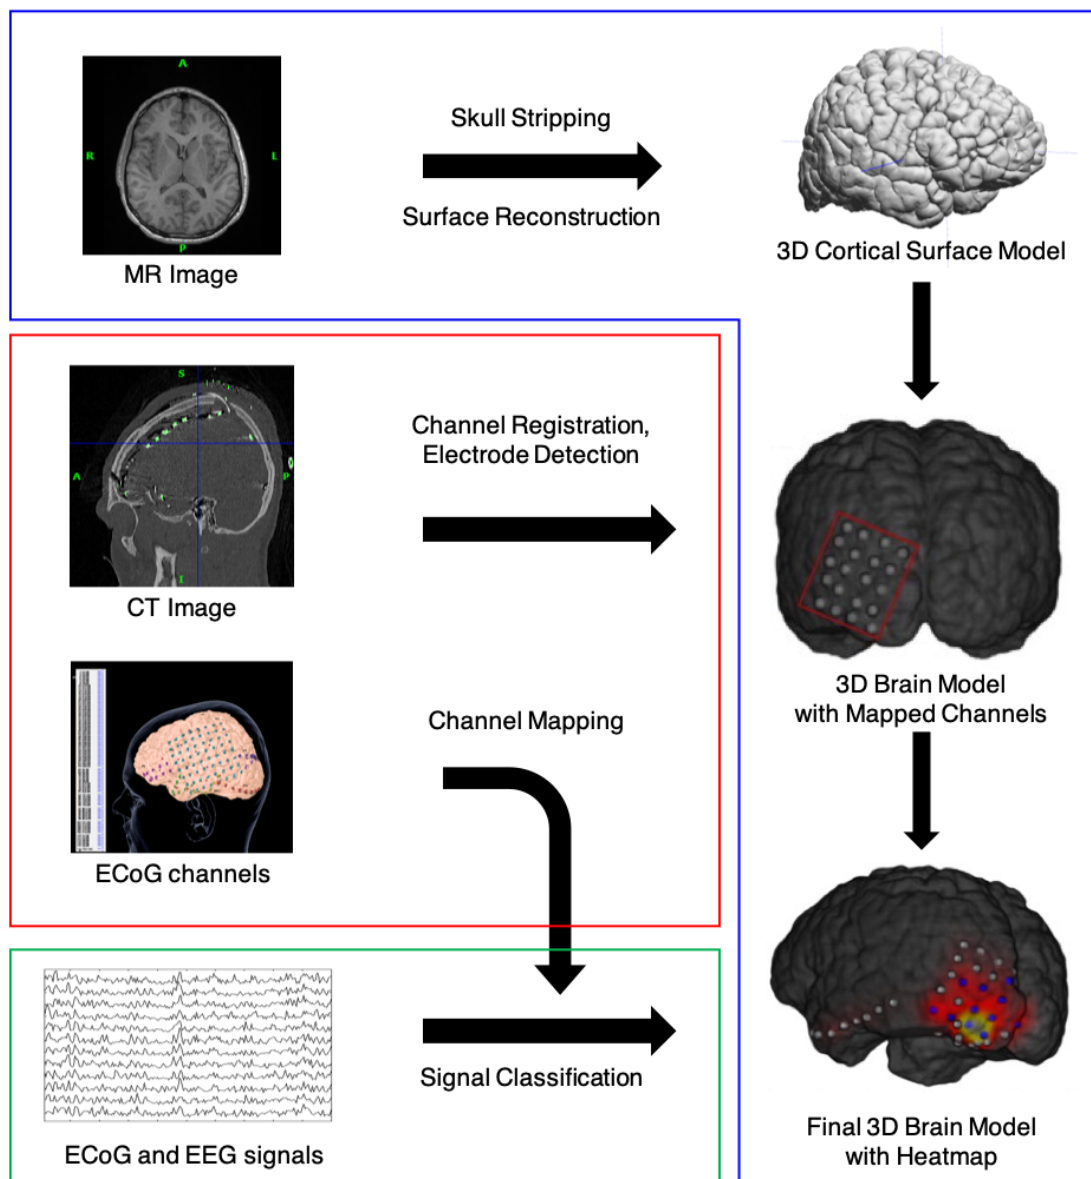 A
R
L
P
MR Image
Skull Stripping
Surface Reconstruction
3D Cortical Surface Model
S
A
P
I
CT Image
Channel Registration,
Electrode Detection
3D Brain Model
with Mapped Channels
ECoG channels
Channel Mapping
ECoG and EEG signals
Signal Classification
Final 3D Brain Model
with Heatmap